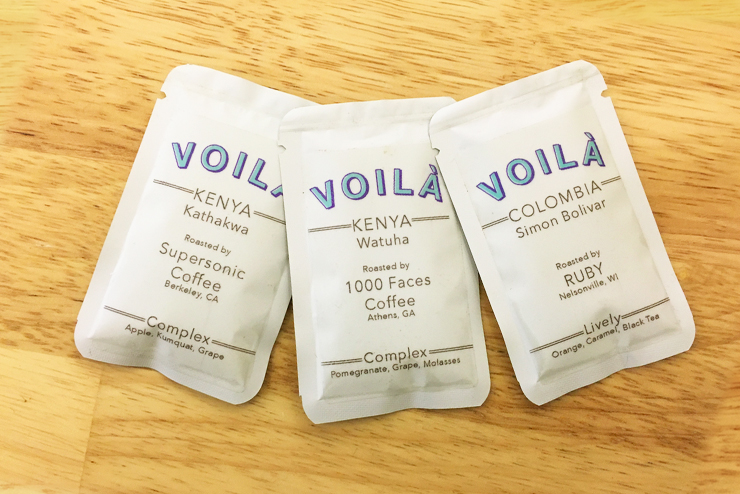 VOILÀ
KENYA
Kathakwa
Roasted by
Supersonic
Coffee
Berkeley, CA
Complex
Apple, Kumquat, Grape
VOILÀ
KENYA
Watuha
Roasted by
1000 Faces
Coffee
Athens, GA
Complex
Pomegranate, Grape, Molasses
VOILÀ
COLOMBIA
Simon Bolivar
Roasted by
RUBY
Nelsonville, WI
Lively
Orange, Caramel, Black Tea